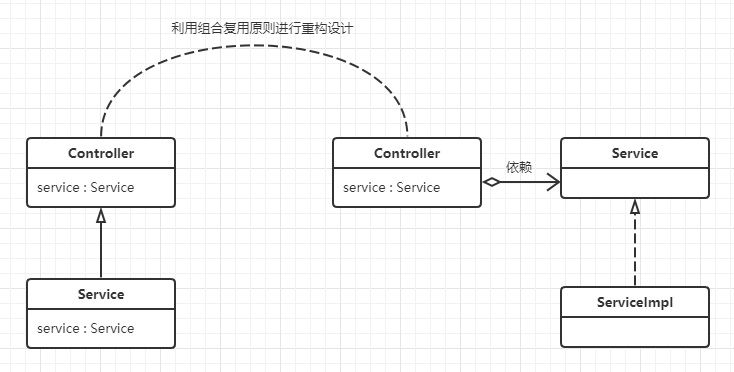 利用组合复用原则进行重构设计
Controller
service : Service
Controller
service : Service
依赖
Service
Service
service : Service
ServiceImpl